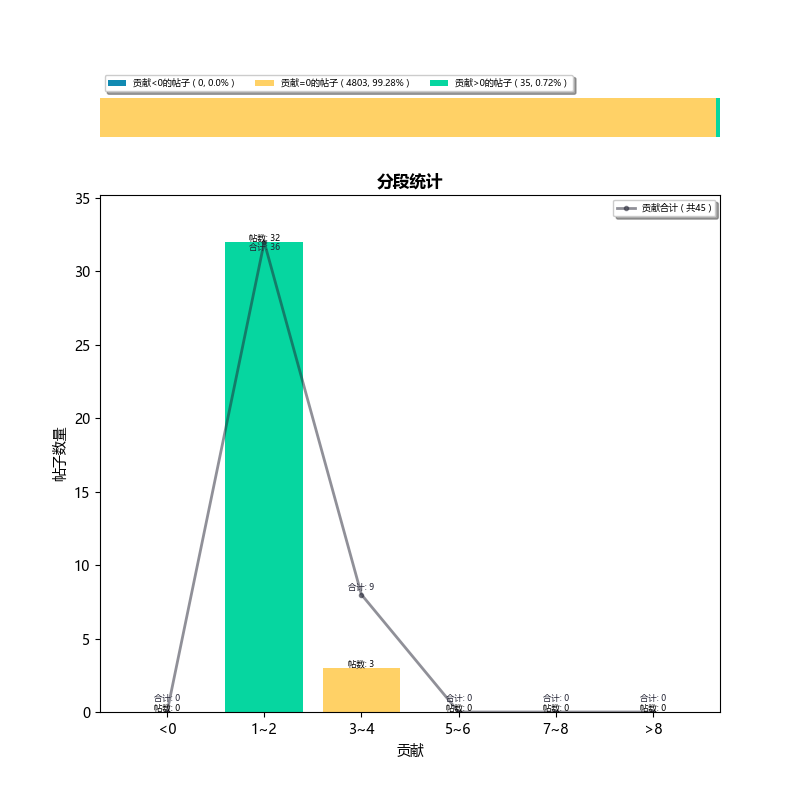 贡献<0的帖子 ( 0, 0.0% ) 贡献=0的帖子 ( 4803, 99.28% ) 贡献>0的帖子 ( 35, 0.72% )
分段统计
贡献合计 ( 共45 )
35
30
25
20
15
10
5
0
帖子数量
帖数: 32
合计: 36
合计: 9
帖数: 3
合计: 0
帖数: 0
合计: 0
帖数: 0
合计: 0
帖数: 0
合计: 0
帖数: 0
<0 1~2 3~4 5~6 7~8 >8
贡献